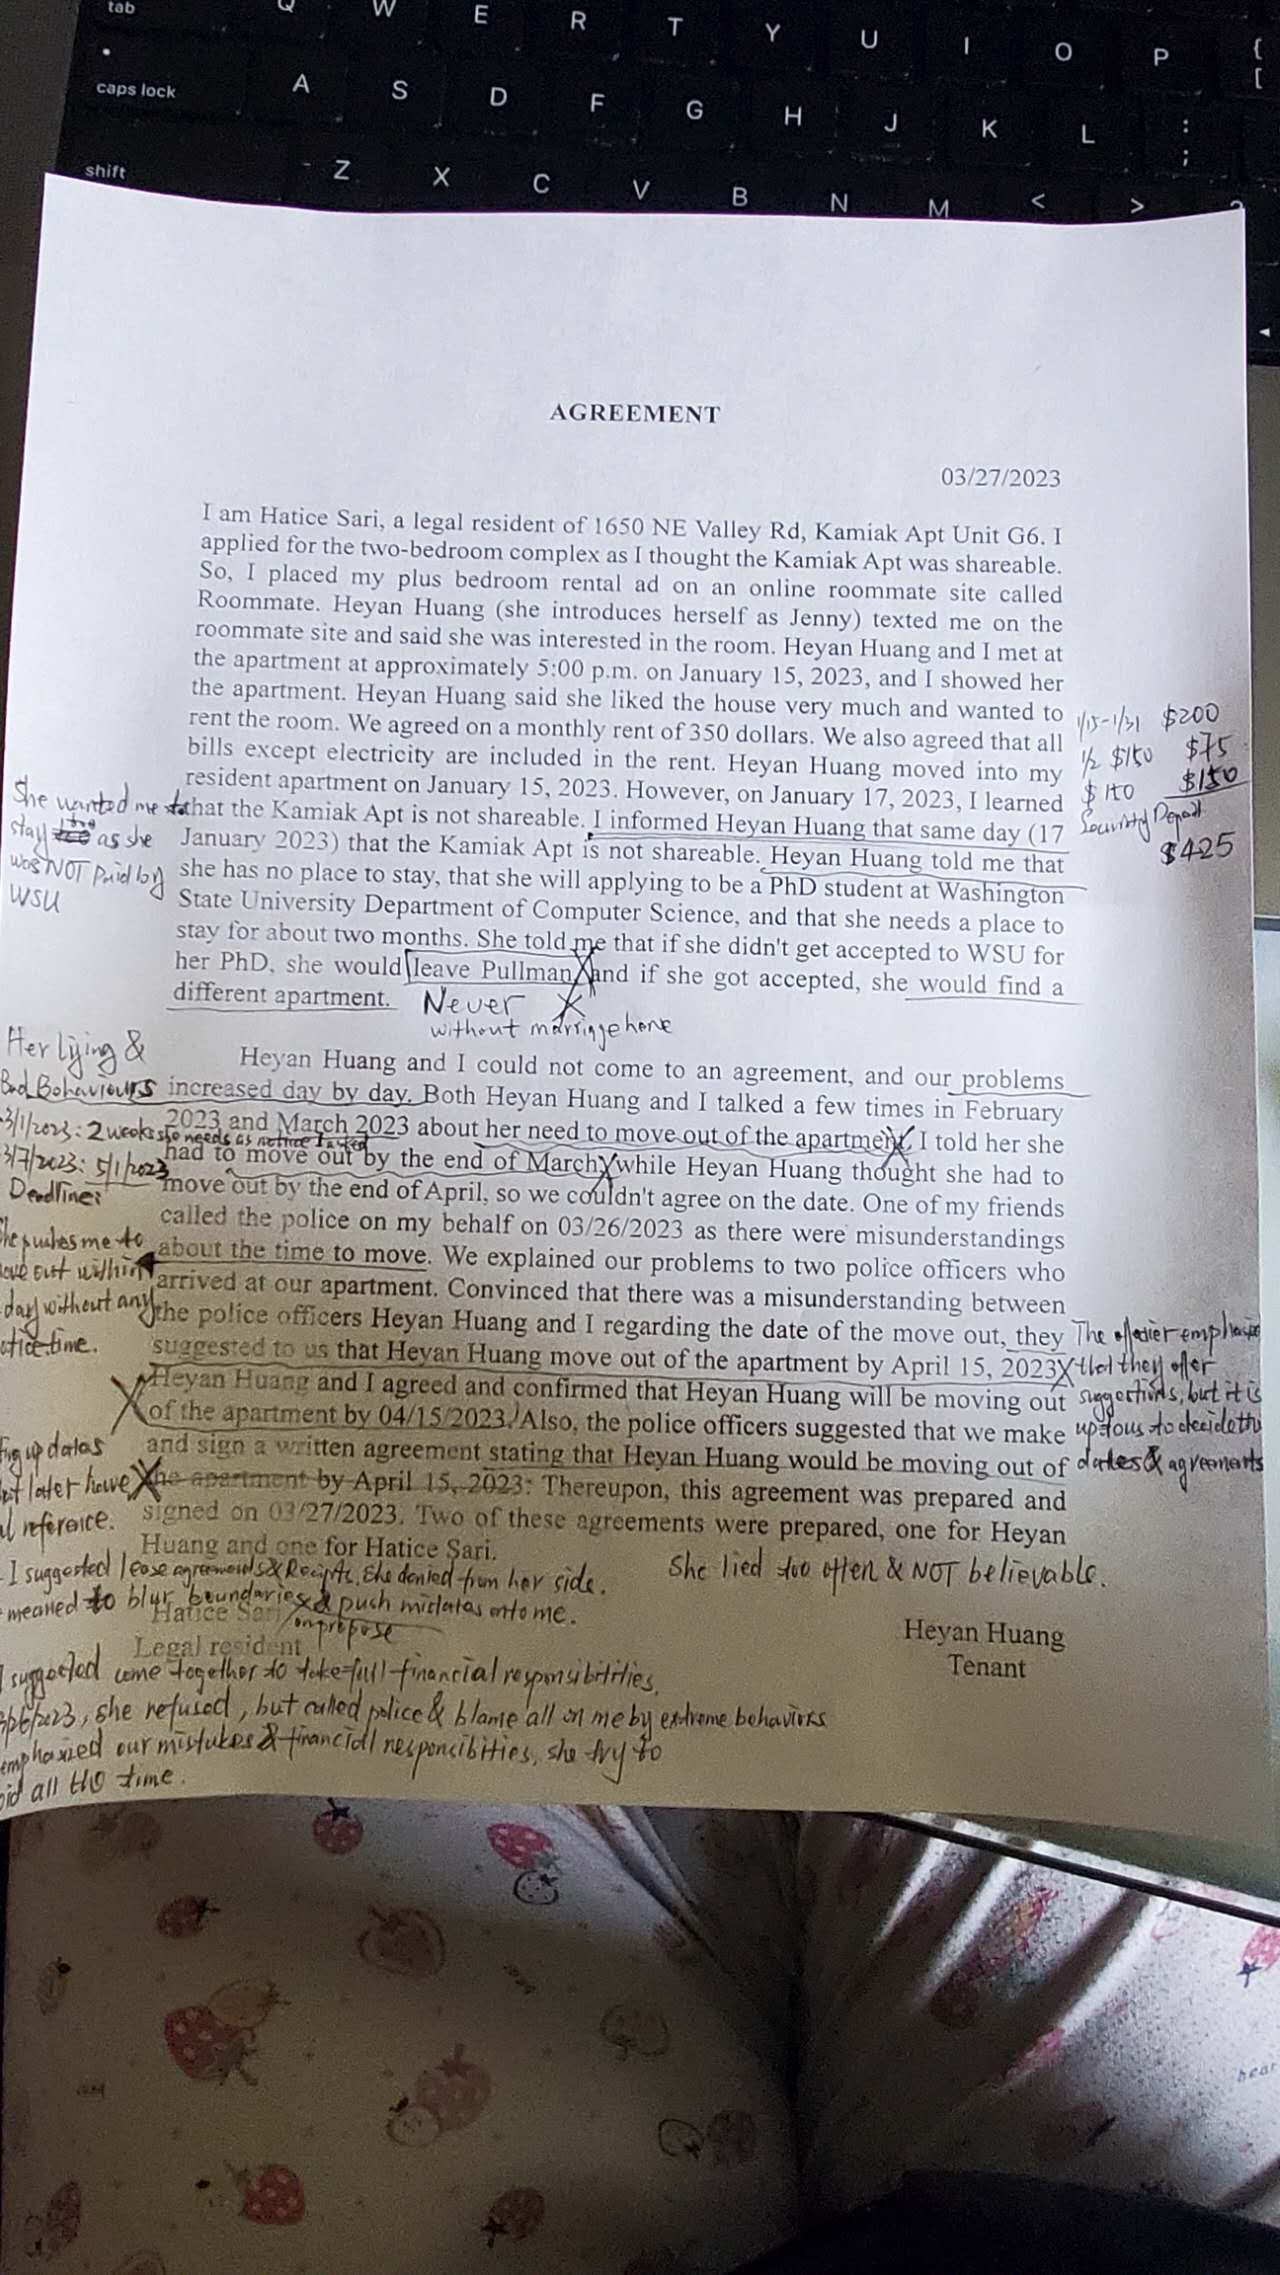 tab
Q W E R T Y U I O P {
[
caps lock
A S D F G H J K L :
;
shift
Z X C V B N M < >
AGREEMENT
03/27/2023
I am Hatice Sari, a legal resident of 1650 NE Valley Rd, Kamiak Apt Unit G6. I
applied for the two-bedroom complex as I thought the Kamiak Apt was shareable.
So, I placed my plus bedroom rental ad on an online roommate site called
Roommate. Heyan Huang (she introduces herself as Jenny) texted me on the
roommate site and said she was interested in the room. Heyan Huang and I met at
the apartment at approximately 5:00 p.m. on January 15, 2023, and I showed her
the apartment. Heyan Huang said she liked the house very much and wanted to
rent the room. We agreed on a monthly rent of 350 dollars. We also agreed that all
bills except electricity are included in the rent. Heyan Huang moved into my
resident apartment on January 15, 2023. However, on January 17, 2023, I learned
that the Kamiak Apt is not shareable. I informed Heyan Huang that same day (17
January 2023) that the Kamiak Apt is not shareable. Heyan Huang told me that
she has no place to stay, that she will applying to be a PhD student at Washington
State University Department of Computer Science, and that she needs a place to
stay for about two months. She told me that if she didn't get accepted to WSU for
her PhD, she would leave Pullman and if she got accepted, she would find a
different apartment.
1/15-1/31 $200
1/2 $150 $75
$150 $150
Security Deposit
$425
She wanted me to
stay as she
was NOT paid by
WSU
Never
without marriage home
Heyan Huang and I could not come to an agreement, and our problems
increased day by day. Both Heyan Huang and I talked a few times in February
2023 and March 2023 about her need to move out of the apartment. I told her she
had to move out by the end of March while Heyan Huang thought she had to
move out by the end of April, so we couldn't agree on the date. One of my friends
called the police on my behalf on 03/26/2023 as there were misunderstandings
about the time to move. We explained our problems to two police officers who
arrived at our apartment. Convinced that there was a misunderstanding between
the police officers Heyan Huang and I regarding the date of the move out, they
suggested to us that Heyan Huang move out of the apartment by April 15, 2023
Heyan Huang and I agreed and confirmed that Heyan Huang will be moving out
of the apartment by 04/15/2023. Also, the police officers suggested that we make
and sign a written agreement stating that Heyan Huang would be moving out of
the apartment by April 15, 2023. Thereupon, this agreement was prepared and
signed on 03/27/2023. Two of these agreements were prepared, one for Heyan
Huang and one for Hatice Sari.
Her lying &
Bad Behaviours
3/1/2023: 2 weeks she needs as notice I asked
3/7/2023: 5/1/2023
Deadline:
she pushes me to
move out within
day without any
notice time.
The officer
that they offer
suggestions, but it is
up to us to decide the
dates & agreements
datas
but later have
reference.
I suggested lease agreements & Recipts, she denied from her side.
to blur boundaries & push mistakes onto me.
on propose
She lied too often & NOT believable.
Hatice Sari
Legal resident
Heyan Huang
Tenant
I suggested come together to take full financial responsibilities,
3/26/2023, she refused, but called police & blame all on me by extreme behaviors
emphasized our mistakes & financial responsibilities, she try to
all the time.